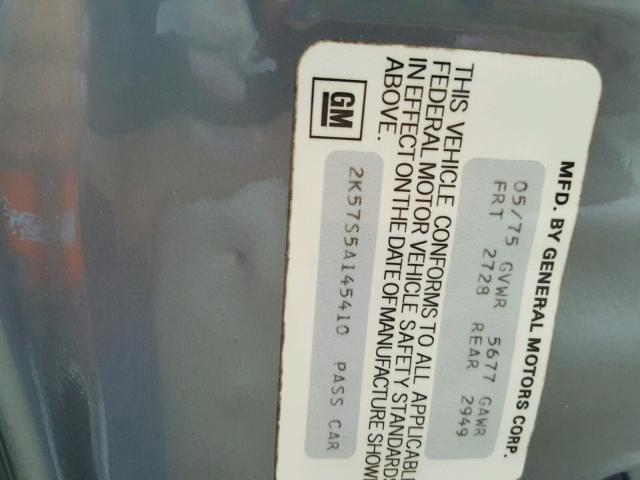 MFD. BY GENERAL MOTORS CORP.
05/75 GVWR 5677 GAWR
FRT 2728 REAR 2949
THIS VEHICLE CONFORMS TO ALL APPLICABLE
FEDERAL MOTOR VEHICLE SAFETY STANDARDS
IN EFFECT ON THE DATE OF MANUFACTURE SHOWN
ABOVE.
2K57S5A145410 PASS CAR
GM